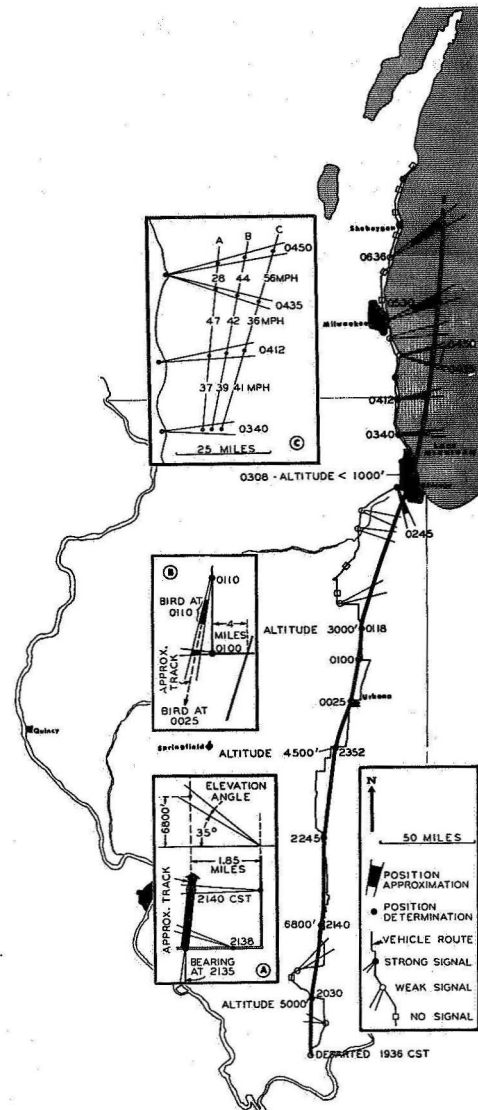 Sheboygan
0636
0530
Milwaukee
0450
0435
0412
0340
0308 - ALTITUDE < 1000'
0245
A B C
0450
28 44 56MPH
0435
47 42 36MPH
0412
37 39 41 MPH
0340
25 MILES
C
B
0110
BIRD AT
0110
4
MILES
0100
APPROX.
TRACK
BIRD AT
0025
ALTITUDE 3000' 0118
0100
Urbana
0025
Quincy
Springfield
ALTITUDE 4500' 2352
2245
6800' 2140
ALTITUDE 5000' 2030
DEPARTED 1936 CST
ELEVATION
ANGLE
6800'
35°
1.85
MILES
2140 CST
APPROX. TRACK
2138
BEARING
AT 2135
A
N
50 MILES
POSITION
APPROXIMATION
POSITION
DETERMINATION
VEHICLE ROUTE
STRONG SIGNAL
WEAK SIGNAL
NO SIGNAL